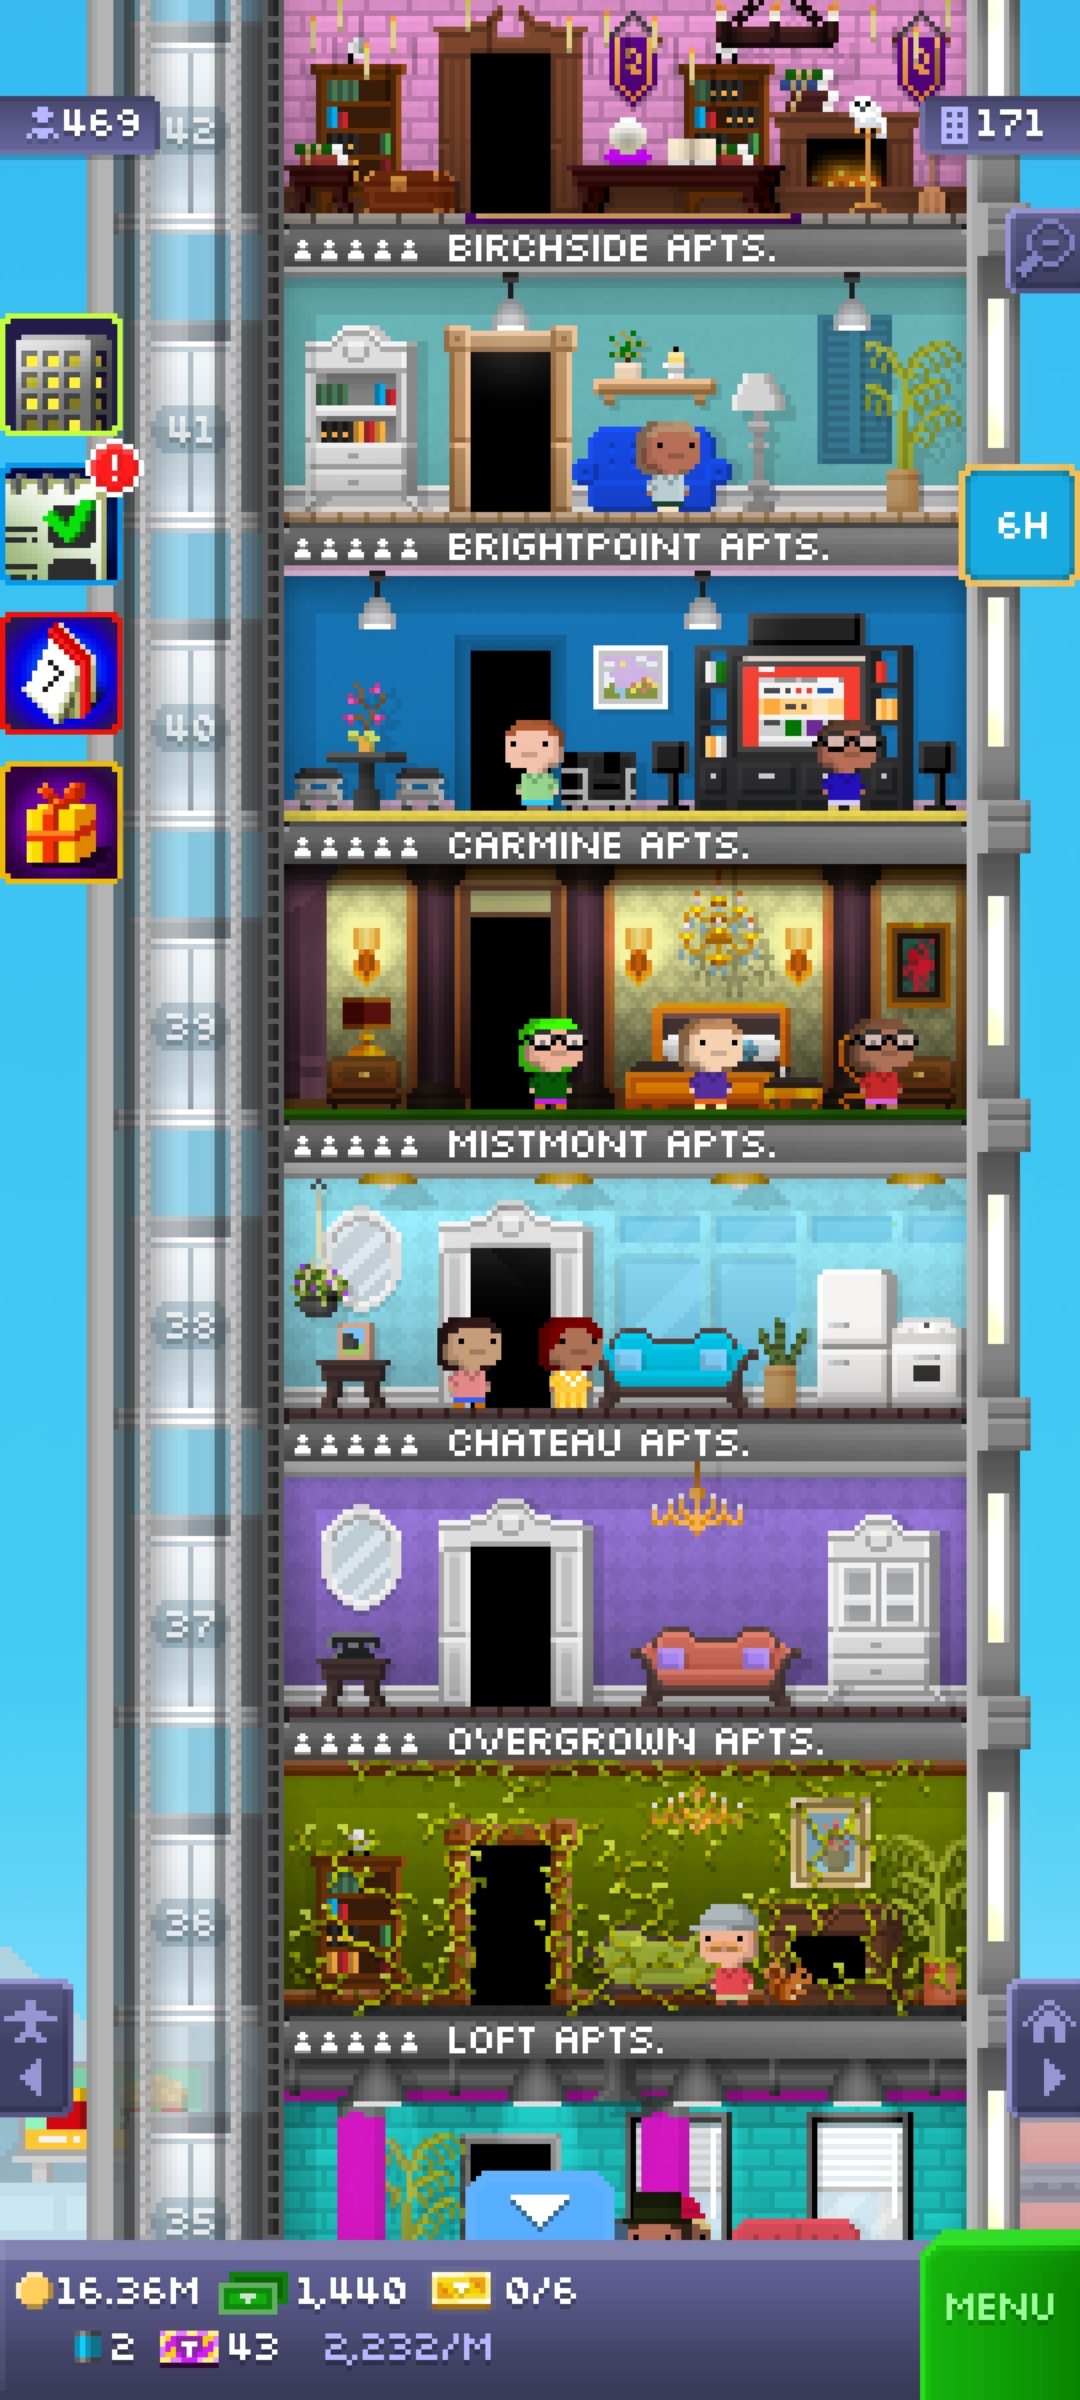 469
42
171
BIRCHSIDE APTS.
41
6H
BRIGHTPOINT APTS.
40
CARMINE APTS.
39
MISTMONT APTS.
38
CHATEAU APTS.
37
OVERGROWN APTS.
36
LOFT APTS.
35
16.36M 1,440 0/6
MENU
2 43 2,232/M